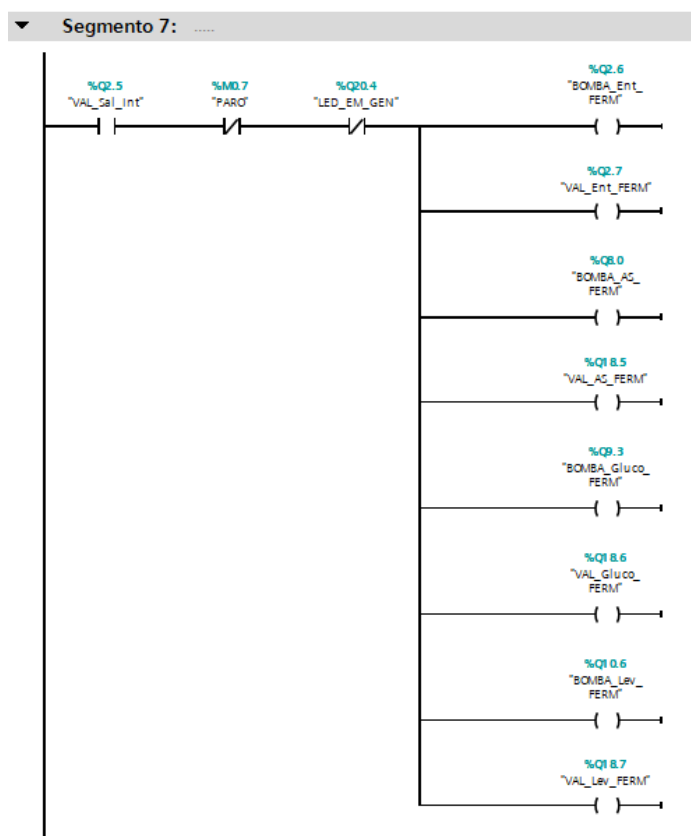 Segmento 7: .....
%Q2.5
"VAL_Sal_Int"
%M0.7
"PARO"
%Q20.4
"LED_EM_GEN"
%Q2.6
"BOMBA_Ent_
FERM"
%Q2.7
"VAL_Ent_FERM"
%Q8.0
"BOMBA_AS_
FERM"
%Q18.5
"VAL_AS_FERM"
%Q9.3
"BOMBA_Gluco_
FERM"
%Q18.6
"VAL_Gluco_
FERM"
%Q10.6
"BOMBA_Lev_
FERM"
%Q18.7
"VAL_Lev_FERM"